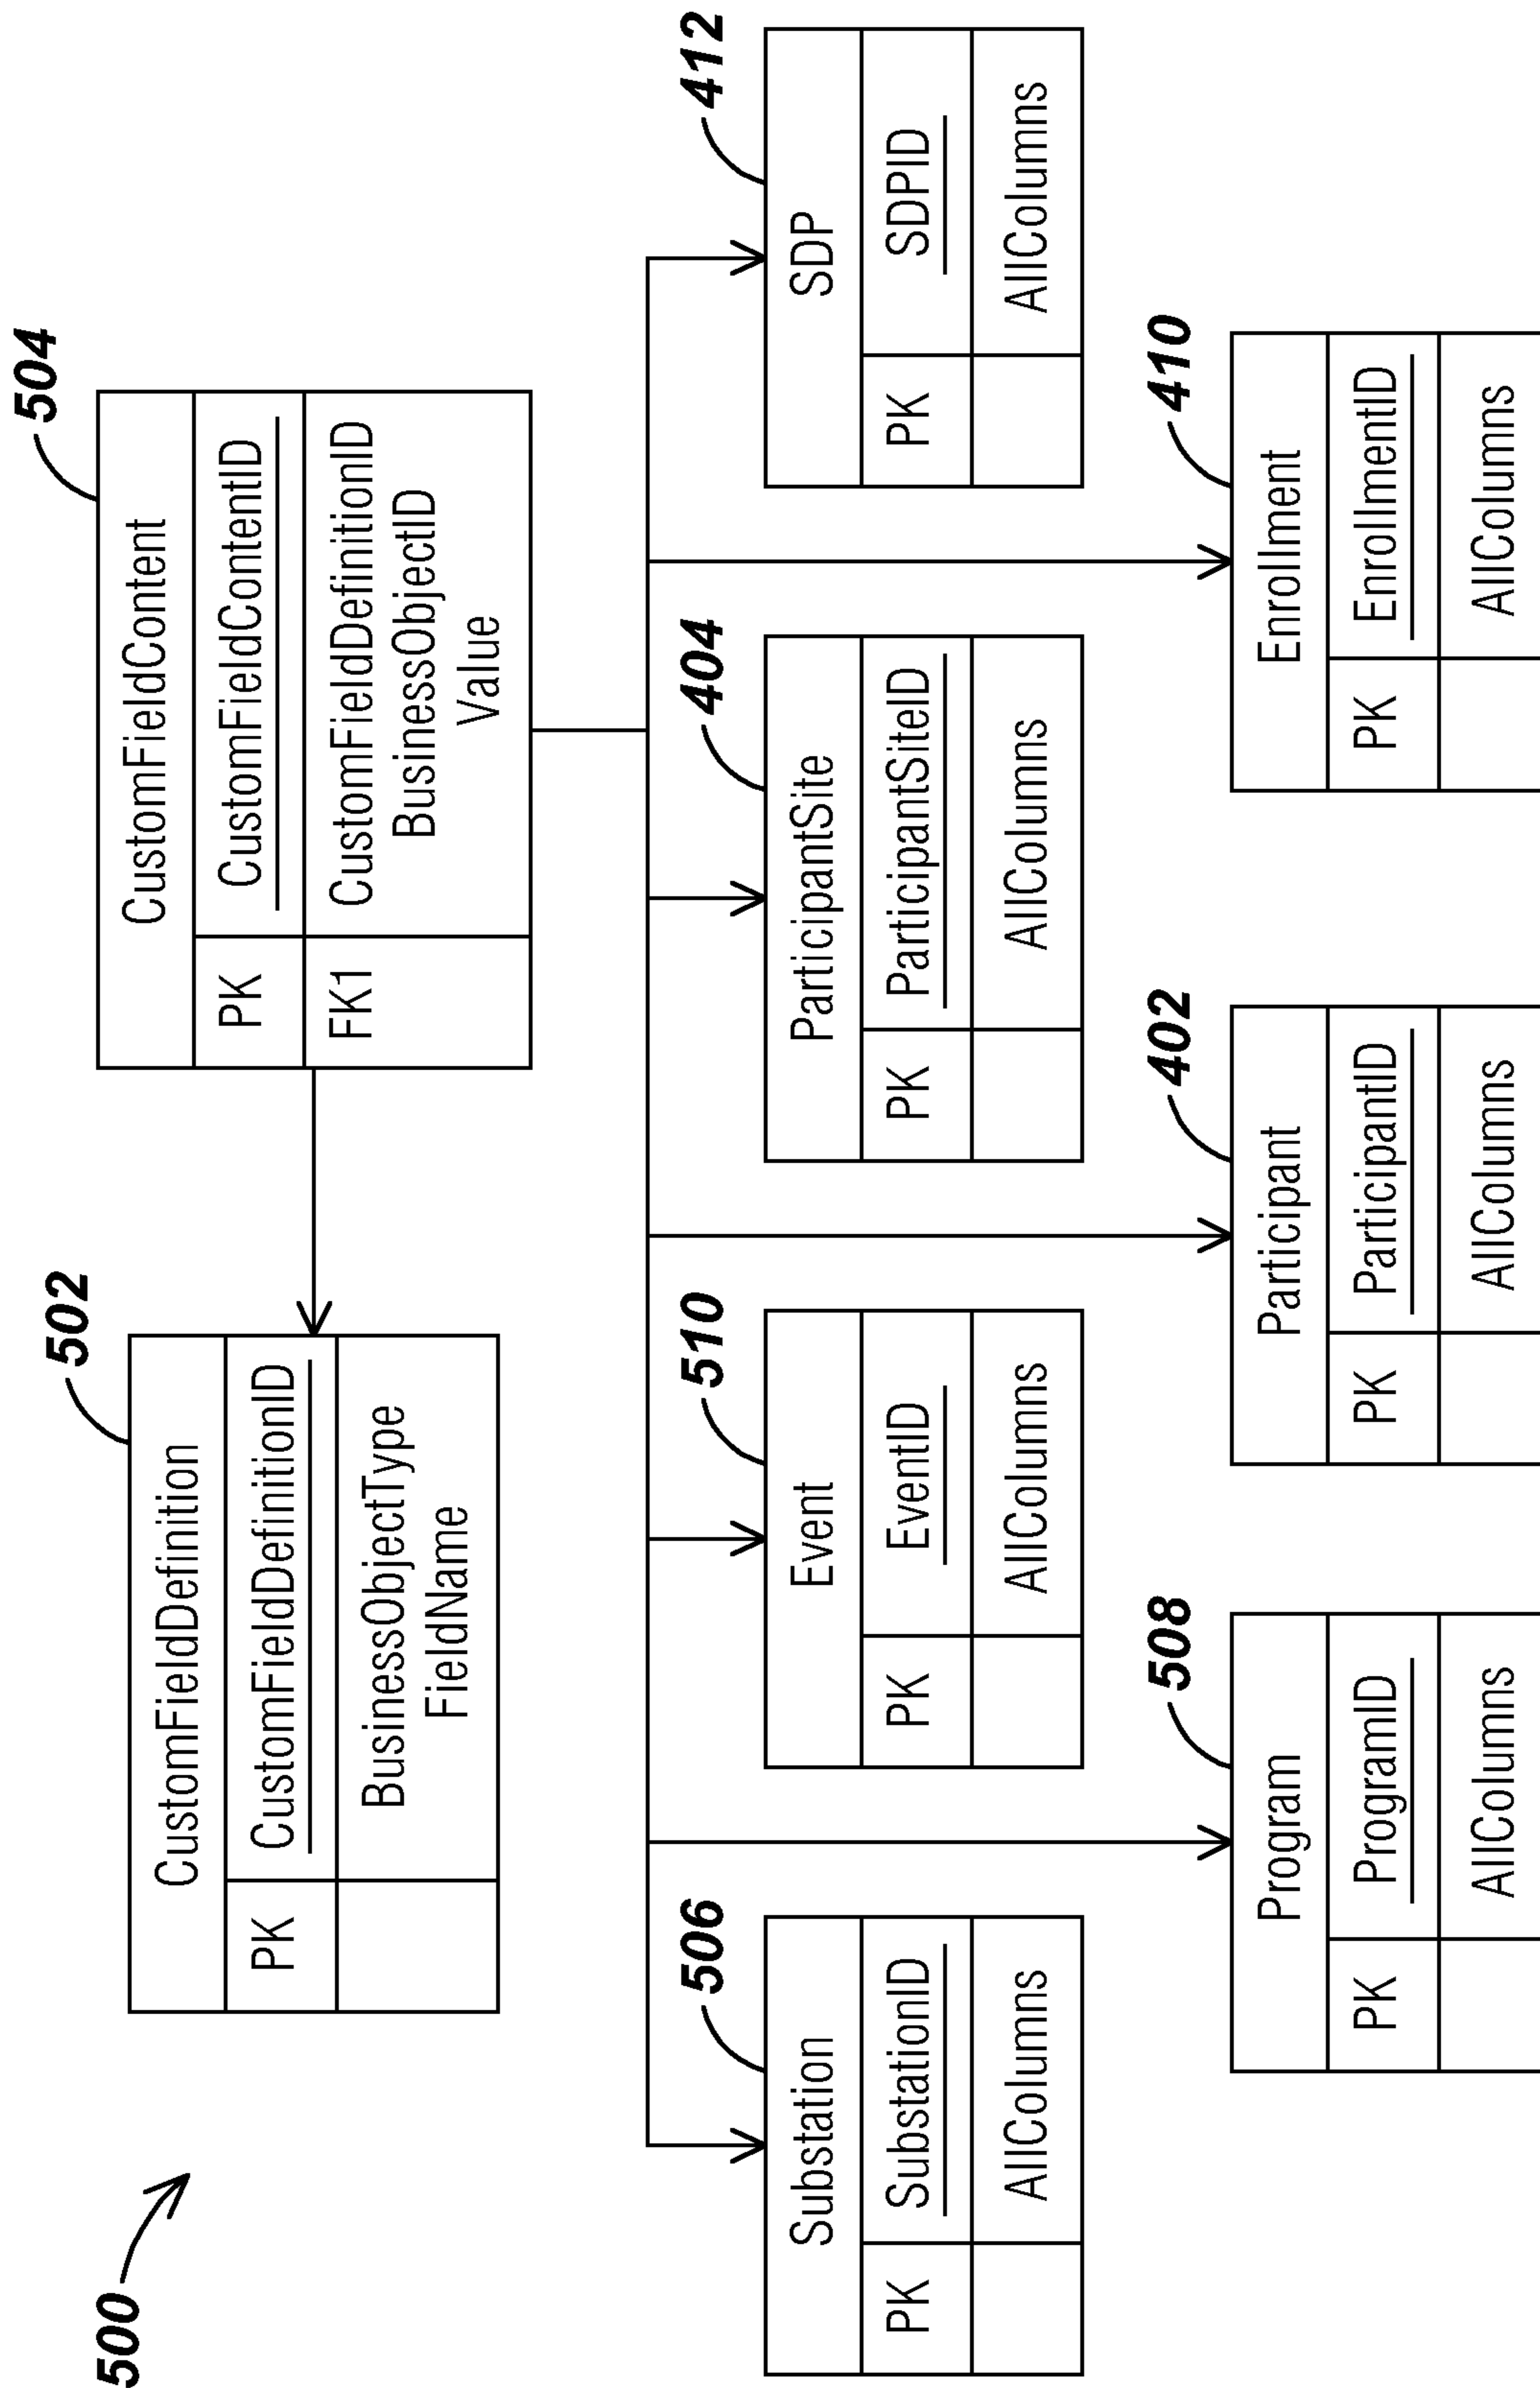 500
502
CustomFieldDefinition
PK
CustomFieldDefinitionID
BusinessObjectType
FieldName
504
CustomFieldContent
PK
CustomFieldContentID
FK1
CustomFieldDefinitionID
BusinessObjectID
Value
506
Substation
PK
SubstationID
AllColumns
510
Event
PK
EventID
AllColumns
404
ParticipantSite
PK
ParticipantSiteID
AllColumns
412
SDP
PK
SDPID
AllColumns
508
Program
PK
ProgramID
AllColumns
402
Participant
PK
ParticipantID
AllColumns
410
Enrollment
PK
EnrollmentID
AllColumns